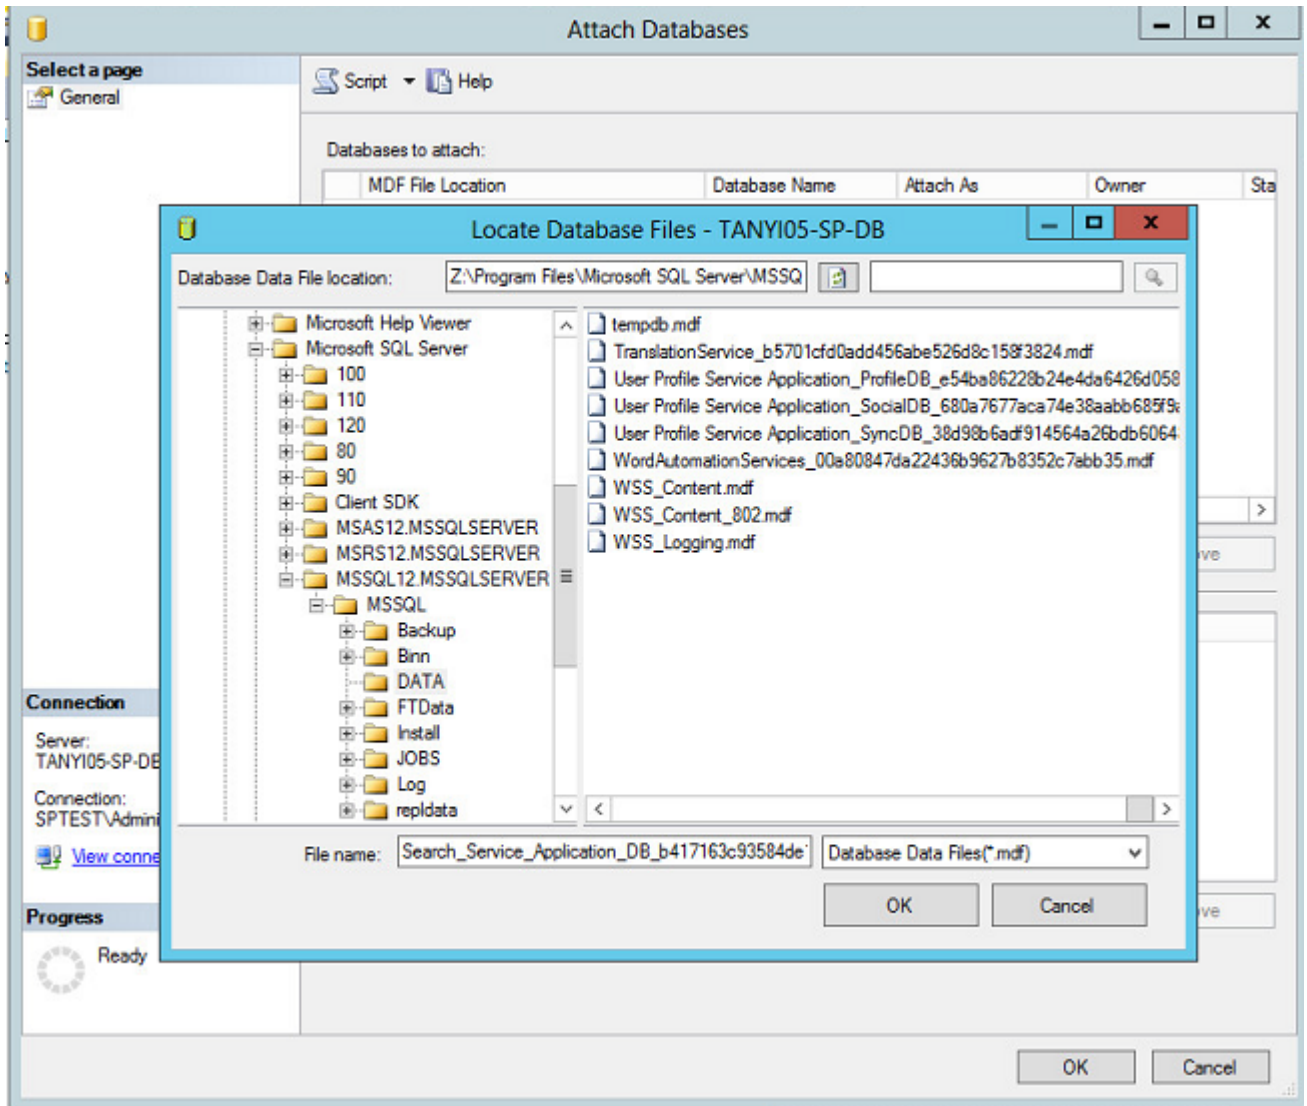 Attach Databases
Select a page
General
Script
Help
Databases to attach:
MDF File Location Database Name Attach As Owner Sta
Locate Database Files - TANYI05-SP-DB
Database Data File location: Z:\Program Files\Microsoft SQL Server\MSSQ
Microsoft Help Viewer
Microsoft SQL Server
100
110
120
80
90
Client SDK
MSAS12.MSSQLSERVER
MSRS12.MSSQLSERVER
MSSQL12.MSSQLSERVER
MSSQL
Backup
Binn
DATA
FTData
Install
JOBS
Log
repldata
tempdb.mdf
TranslationService_b5701cfd0add456abe526d8c158f3824.mdf
User Profile Service Application_ProfileDB_e54ba86228b24e4da6426d058
User Profile Service Application_SocialDB_680a7677aca74e38aabb685f9a
User Profile Service Application_SyncDB_38d98b6adf914564a26bdb6064
WordAutomationServices_00a80847da22436b9627b8352c7abb35.mdf
WSS_Content.mdf
WSS_Content_802.mdf
WSS_Logging.mdf
File name: Search_Service_Application_DB_b417163c93584de Database Data Files(*.mdf)
OK Cancel
ove
ove
Connection
Server:
TANYI05-SP-DB
Connection:
SPTEST\Admini
View conne
Progress
Ready
OK Cancel